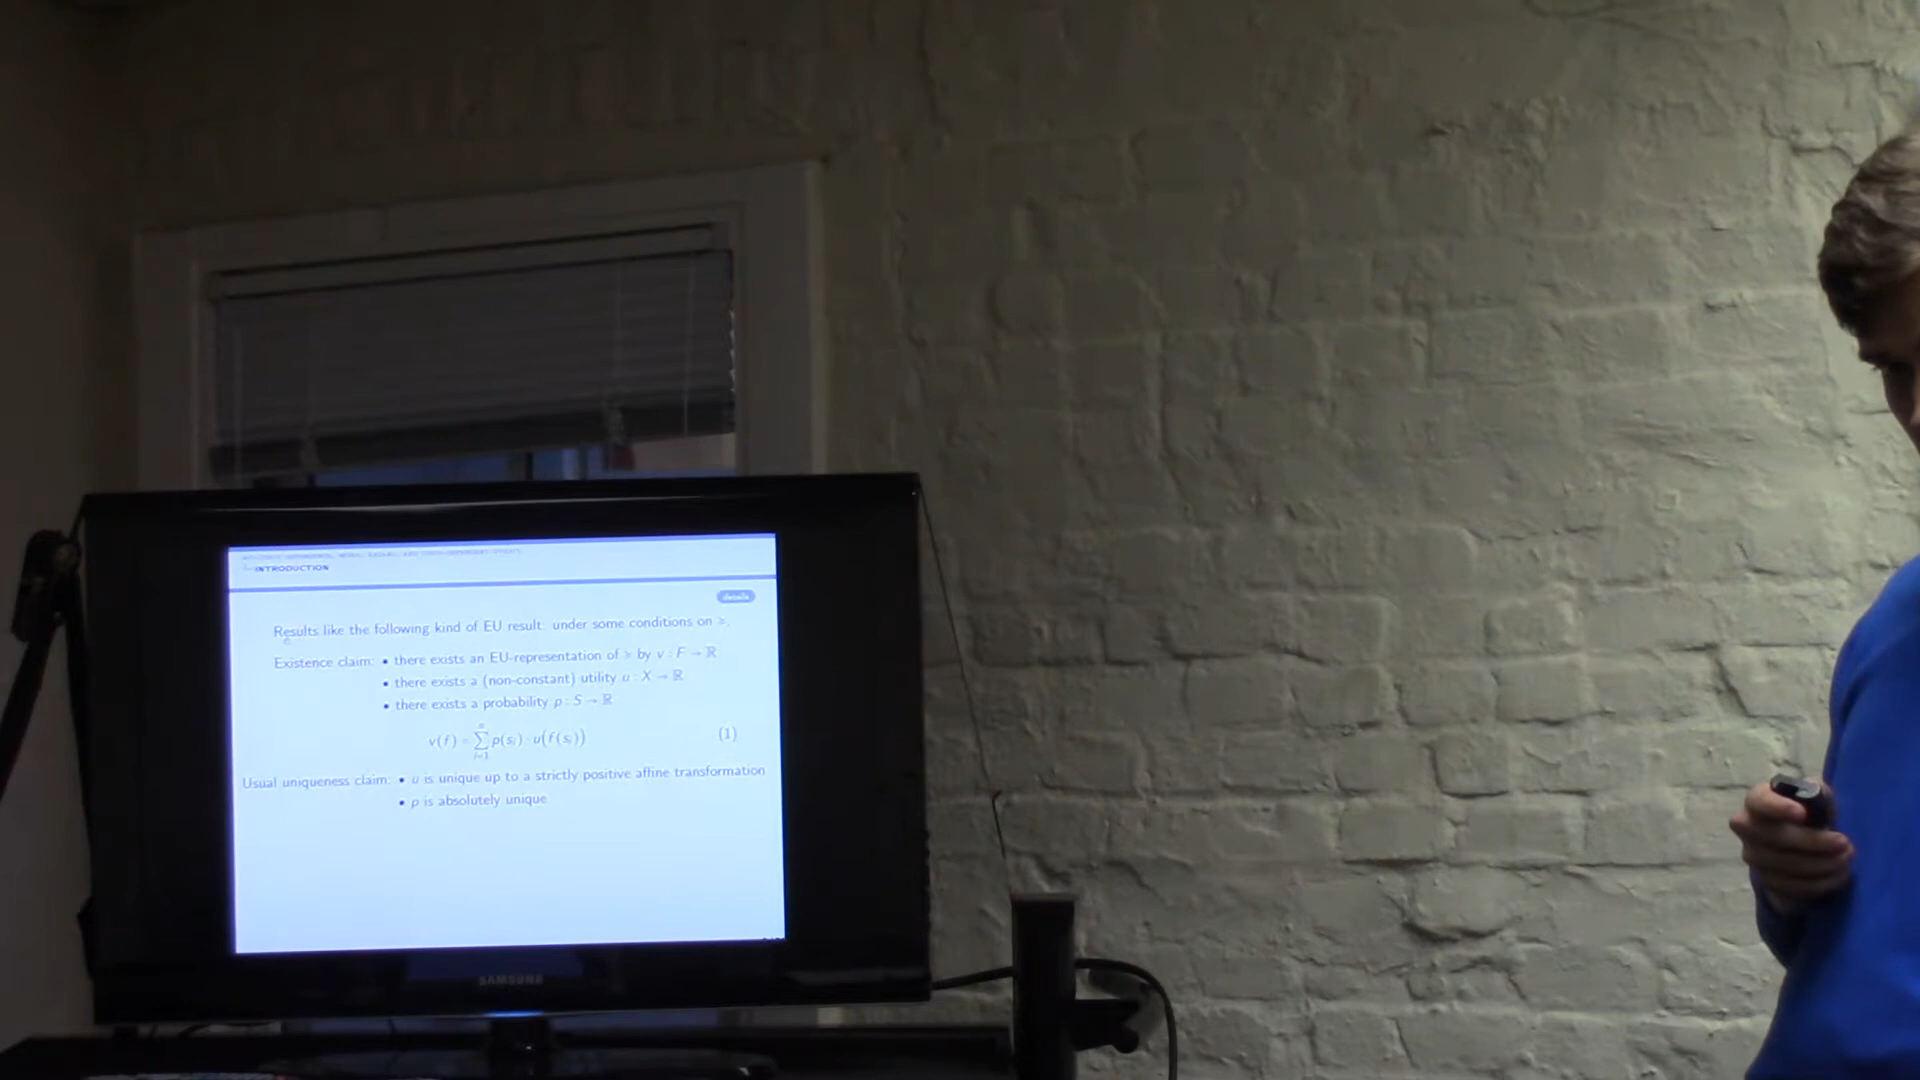 INTRODUCTION
details
Results like the following kind of EU result: under some conditions on ≽,
Existence claim: • there exists an EU-representation of ≽ by v : F → ℝ
• there exists a (non-constant) utility u : X → ℝ
• there exists a probability p : S → ℝ
v(f) = ∑ⁿᵢ₌₁ p(sᵢ) · u(f(sᵢ)) (1)
Usual uniqueness claim: • u is unique up to a strictly positive affine transformation
• p is absolutely unique
SAMSUNG